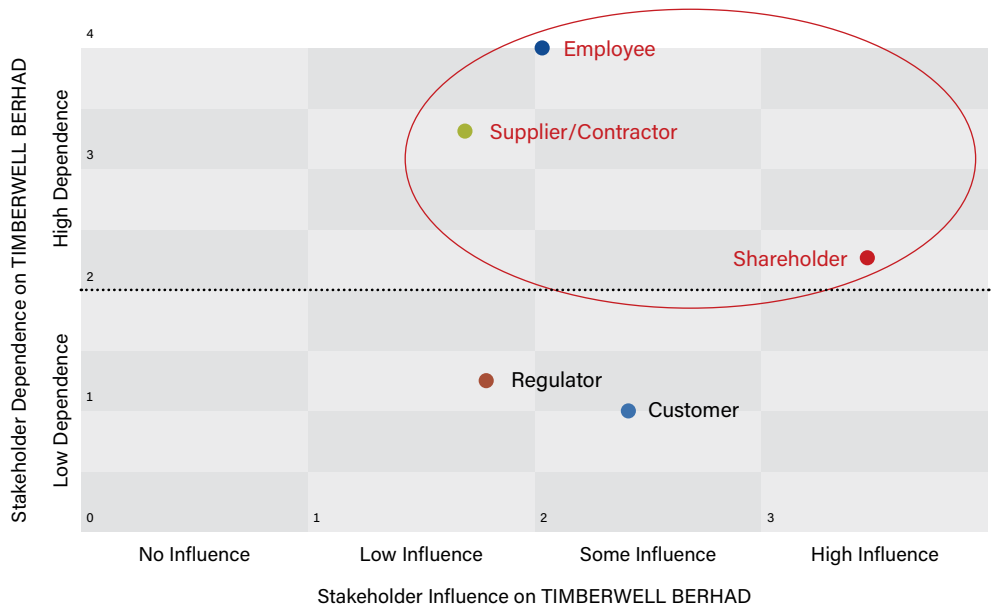 Stakeholder Dependence on TIMBERWELL BERHAD
High Dependence
Low Dependence
4
Employee
Supplier/Contractor
3
Shareholder
2
Regulator
1
Customer
0
1
2
3
No Influence
Low Influence
Some Influence
High Influence
Stakeholder Influence on TIMBERWELL BERHAD